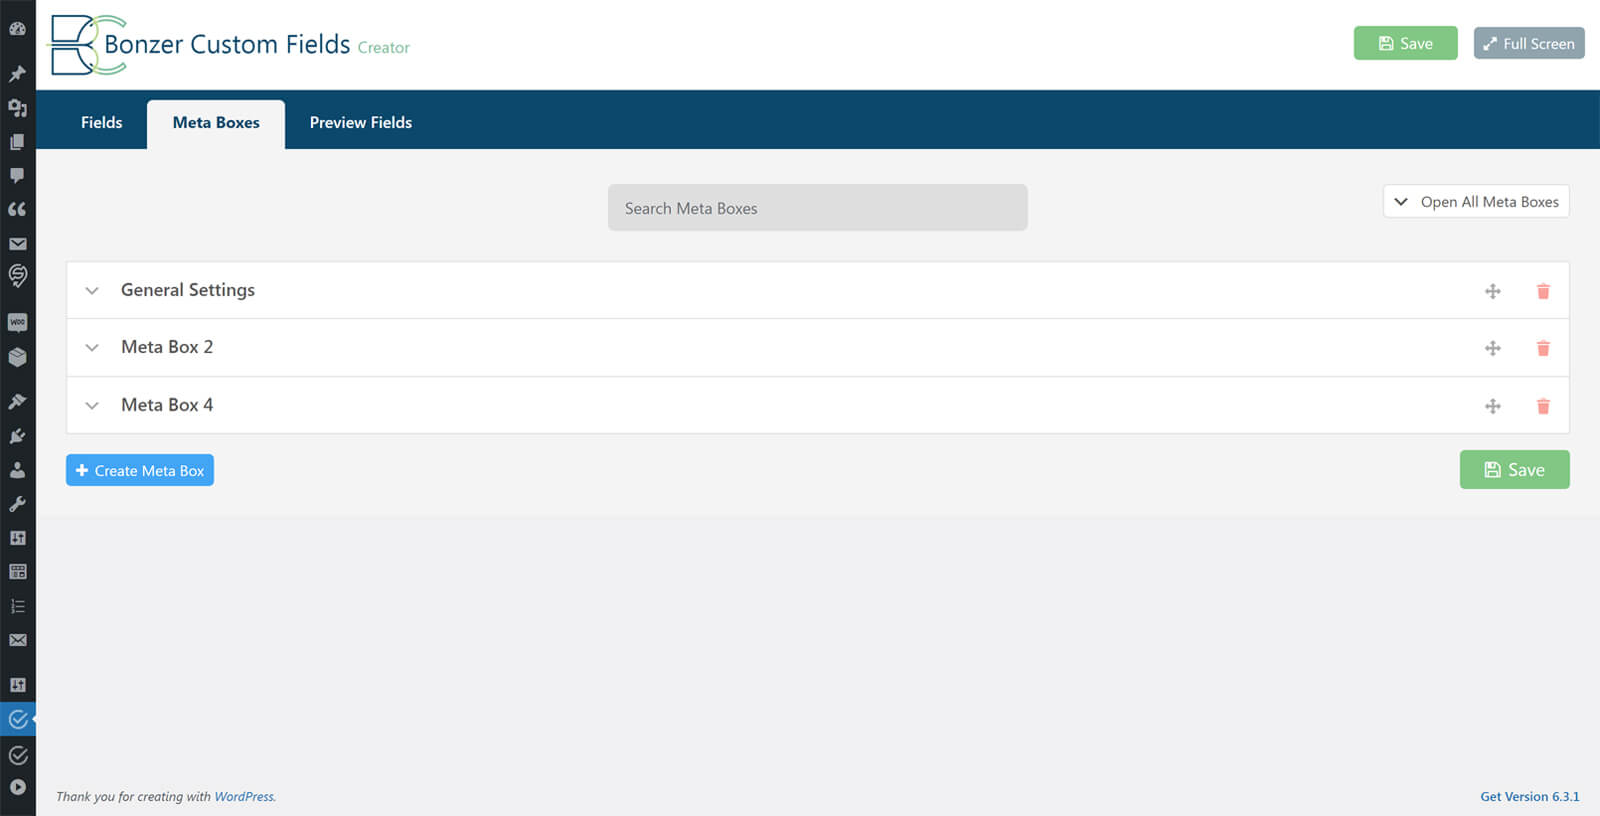 Bonzer Custom Fields Creator
Save
Full Screen
Fields
Meta Boxes
Preview Fields
Search Meta Boxes
Open All Meta Boxes
General Settings
Meta Box 2
Meta Box 4
Create Meta Box
Save
Thank you for creating with WordPress.
Get Version 6.3.1